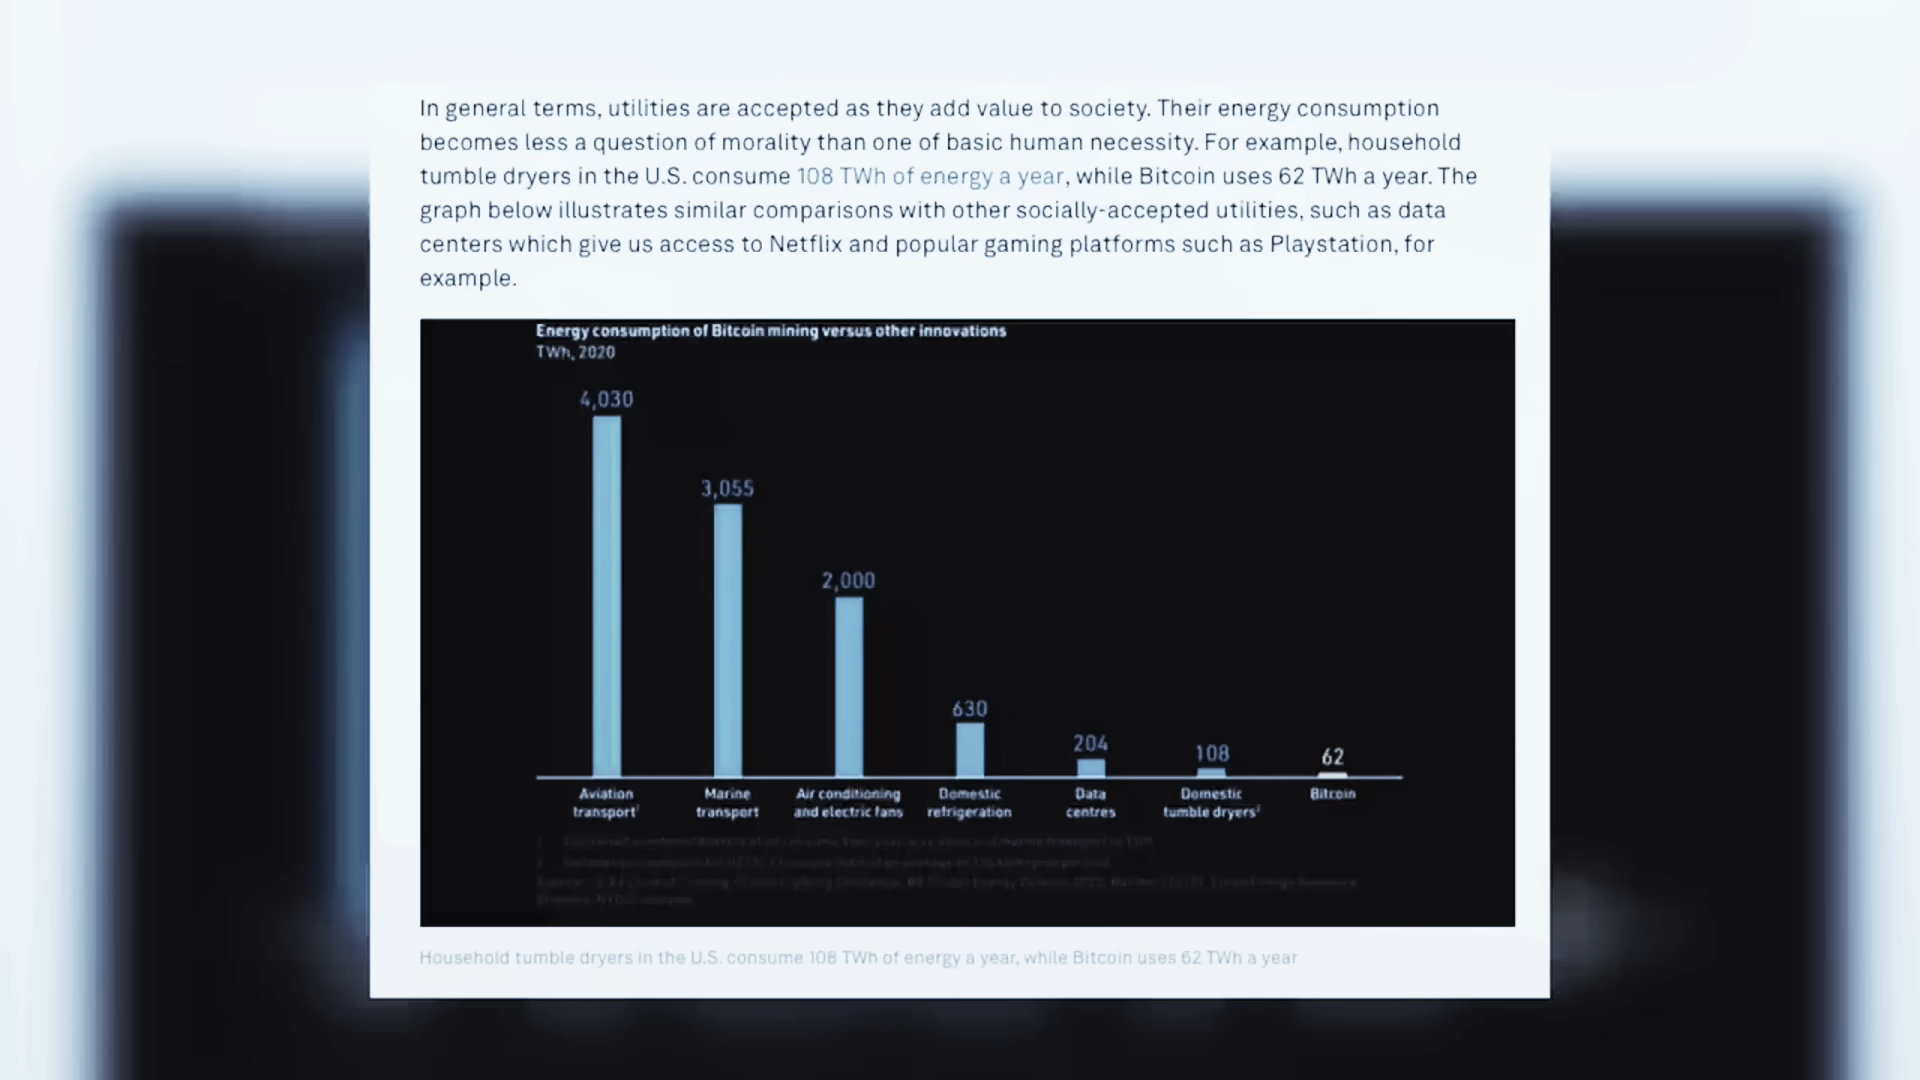 In general terms, utilities are accepted as they add value to society. Their energy consumption
becomes less a question of morality than one of basic human necessity. For example, household
tumble dryers in the U.S. consume 108 TWh of energy a year, while Bitcoin uses 62 TWh a year. The
graph below illustrates similar comparisons with other socially-accepted utilities, such as data
centers which give us access to Netflix and popular gaming platforms such as Playstation, for
example.
Energy consumption of Bitcoin mining versus other innovations
TWh, 2020
4,030
3,055
2,000
630
204
108
62
Aviation transport¹
Marine transport
Air conditioning and electric fans
Domestic refrigeration
Data centres
Domestic tumble dryers²
Bitcoin
Household tumble dryers in the U.S. consume 108 TWh of energy a year, while Bitcoin uses 62 TWh a year